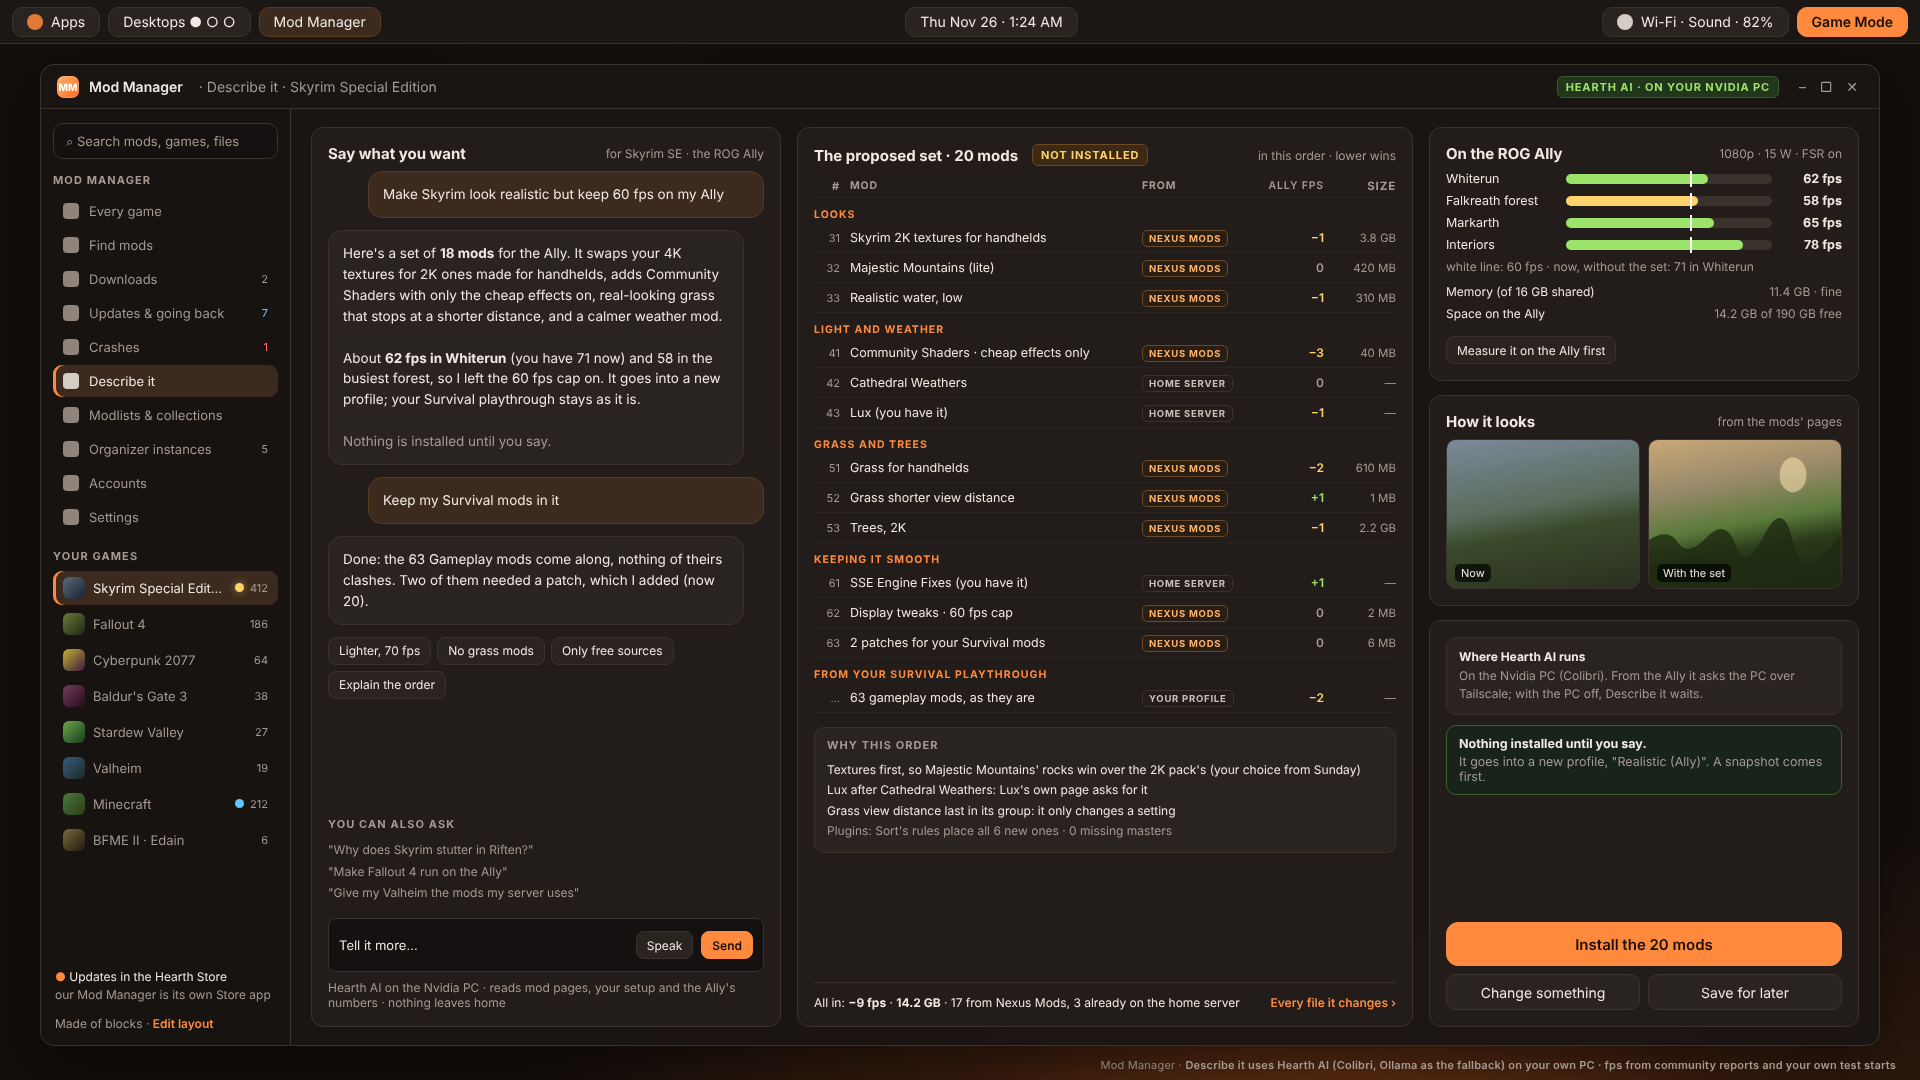 Apps
Desktops
Mod Manager
Thu Nov 26 · 1:24 AM
Wi-Fi · Sound · 82%
Game Mode
MM
Mod Manager · Describe it · Skyrim Special Edition
HEARTH AI · ON YOUR NVIDIA PC
Search mods, games, files
MOD MANAGER
Every game
Find mods
Downloads 2
Updates & going back 7
Crashes 1
Describe it
Modlists & collections
Organizer instances 5
Accounts
Settings
YOUR GAMES
Skyrim Special Edit... 412
Fallout 4 186
Cyberpunk 2077 64
Baldur's Gate 3 38
Stardew Valley 27
Valheim 19
Minecraft 212
BFME II · Edain 6
Updates in the Hearth Store
our Mod Manager is its own Store app
Made of blocks · Edit layout
Say what you want for Skyrim SE · the ROG Ally
Make Skyrim look realistic but keep 60 fps on my Ally
Here's a set of 18 mods for the Ally. It swaps your 4K
textures for 2K ones made for handhelds, adds Community
Shaders with only the cheap effects on, real-looking grass
that stops at a shorter distance, and a calmer weather mod.
About 62 fps in Whiterun (you have 71 now) and 58 in the
busiest forest, so I left the 60 fps cap on. It goes into a new
profile; your Survival playthrough stays as it is.
Nothing is installed until you say.
Keep my Survival mods in it
Done: the 63 Gameplay mods come along, nothing of theirs
clashes. Two of them needed a patch, which I added (now
20).
Lighter, 70 fps
No grass mods
Only free sources
Explain the order
YOU CAN ALSO ASK
"Why does Skyrim stutter in Riften?"
"Make Fallout 4 run on the Ally"
"Give my Valheim the mods my server uses"
Tell it more...
Speak
Send
Hearth AI on the Nvidia PC · reads mod pages, your setup and the Ally's
numbers · nothing leaves home
The proposed set · 20 mods NOT INSTALLED in this order · lower wins
# MOD FROM ALLY FPS SIZE
LOOKS
31 Skyrim 2K textures for handhelds NEXUS MODS −1 3.8 GB
32 Majestic Mountains (lite) NEXUS MODS 0 420 MB
33 Realistic water, low NEXUS MODS −1 310 MB
LIGHT AND WEATHER
41 Community Shaders · cheap effects only NEXUS MODS −3 40 MB
42 Cathedral Weathers HOME SERVER 0 —
43 Lux (you have it) HOME SERVER −1 —
GRASS AND TREES
51 Grass for handhelds NEXUS MODS −2 610 MB
52 Grass shorter view distance NEXUS MODS +1 1 MB
53 Trees, 2K NEXUS MODS −1 2.2 GB
KEEPING IT SMOOTH
61 SSE Engine Fixes (you have it) HOME SERVER +1 —
62 Display tweaks · 60 fps cap NEXUS MODS 0 2 MB
63 2 patches for your Survival mods NEXUS MODS 0 6 MB
FROM YOUR SURVIVAL PLAYTHROUGH
... 63 gameplay mods, as they are YOUR PROFILE −2 —
WHY THIS ORDER
Textures first, so Majestic Mountains' rocks win over the 2K pack's (your choice from Sunday)
Lux after Cathedral Weathers: Lux's own page asks for it
Grass view distance last in its group: it only changes a setting
Plugins: Sort's rules place all 6 new ones · 0 missing masters
All in: −9 fps · 14.2 GB · 17 from Nexus Mods, 3 already on the home server Every file it changes ›
On the ROG Ally 1080p · 15 W · FSR on
Whiterun 62 fps
Falkreath forest 58 fps
Markarth 65 fps
Interiors 78 fps
white line: 60 fps · now, without the set: 71 in Whiterun
Memory (of 16 GB shared) 11.4 GB · fine
Space on the Ally 14.2 GB of 190 GB free
Measure it on the Ally first
How it looks from the mods' pages
Now
With the set
Where Hearth AI runs
On the Nvidia PC (Colibri). From the Ally it asks the PC over
Tailscale; with the PC off, Describe it waits.
Nothing installed until you say.
It goes into a new profile, "Realistic (Ally)". A snapshot comes
first.
Install the 20 mods
Change something
Save for later
Mod Manager · Describe it uses Hearth AI (Colibri, Ollama as the fallback) on your own PC · fps from community reports and your own test starts